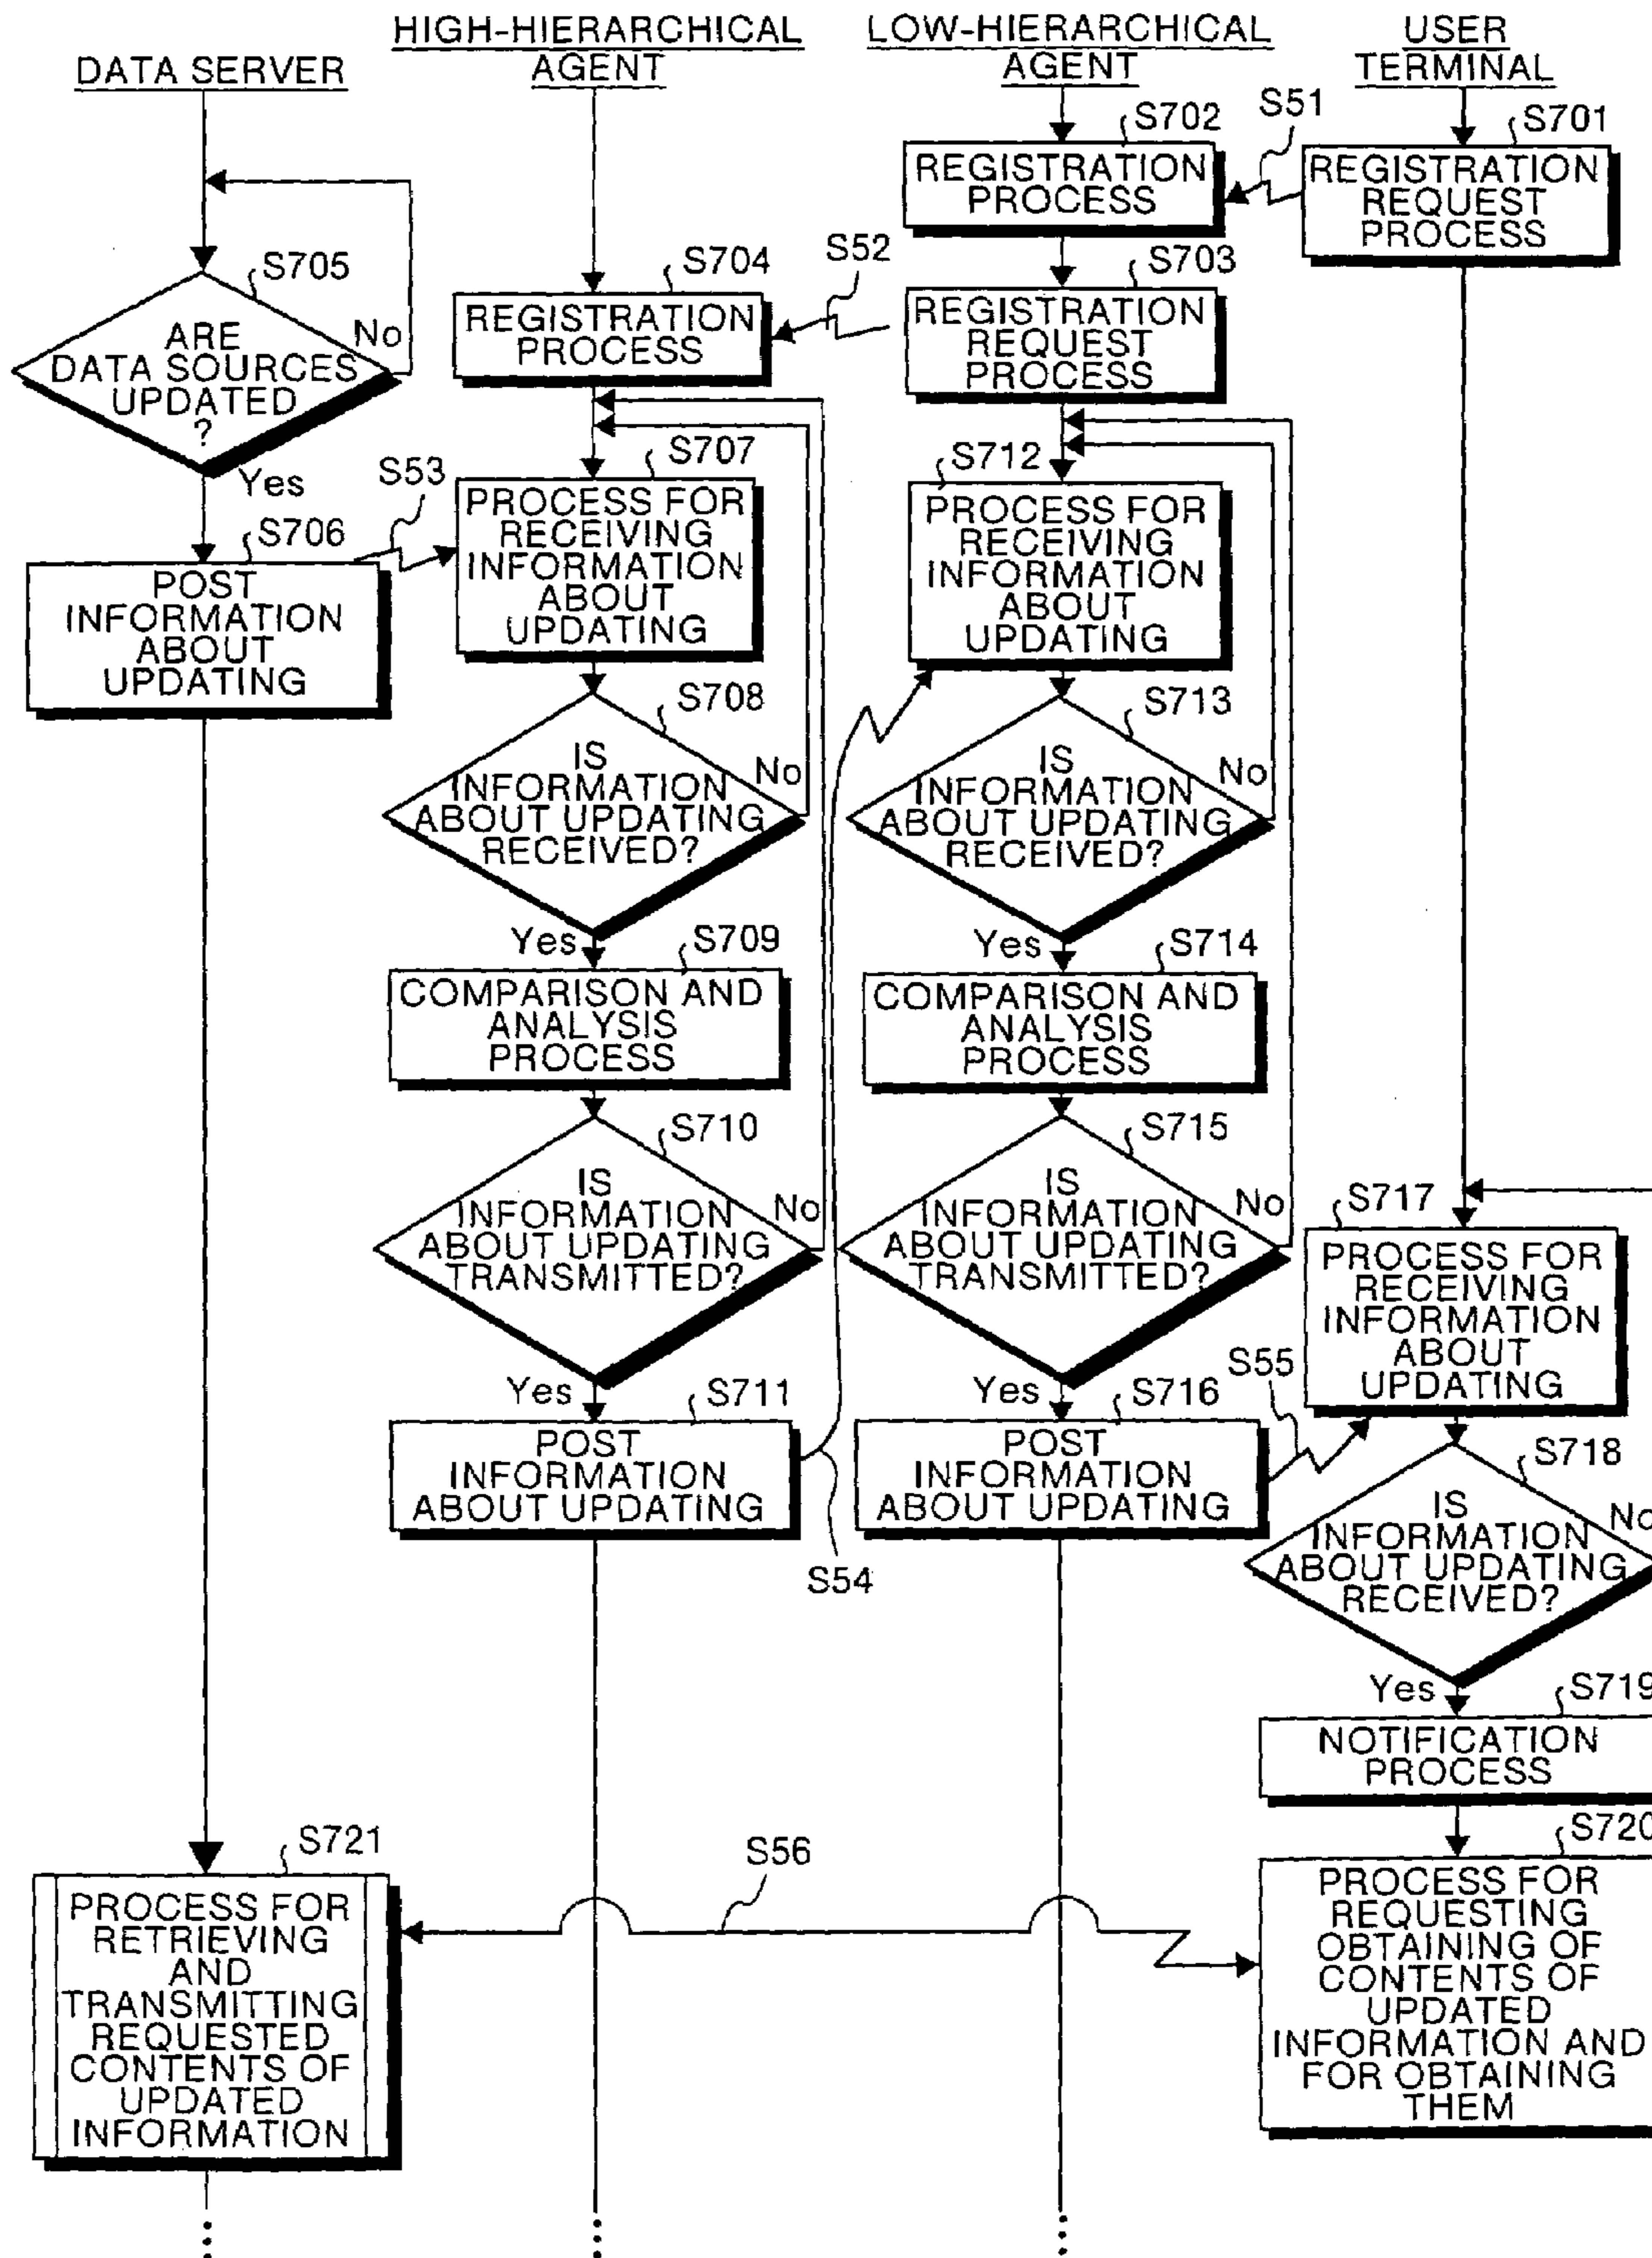 DATA SERVER
HIGH-HIERARCHICAL
AGENT
LOW-HIERARCHICAL
AGENT
USER
TERMINAL
S701
REGISTRATION
REQUEST
PROCESS
S51
S702
REGISTRATION
PROCESS
S703
REGISTRATION
REQUEST
PROCESS
S52
S704
REGISTRATION
PROCESS
S705
ARE
DATA SOURCES
UPDATED
?
No
Yes
S706
POST
INFORMATION
ABOUT
UPDATING
S53
S707
PROCESS FOR
RECEIVING
INFORMATION
ABOUT
UPDATING
S708
IS
INFORMATION
ABOUT UPDATING
RECEIVED?
No
Yes
S709
COMPARISON AND
ANALYSIS
PROCESS
S710
IS
INFORMATION
ABOUT UPDATING
TRANSMITTED?
No
Yes
S711
POST
INFORMATION
ABOUT UPDATING
S54
S712
PROCESS FOR
RECEIVING
INFORMATION
ABOUT
UPDATING
S713
IS
INFORMATION
ABOUT UPDATING
RECEIVED?
No
Yes
S714
COMPARISON AND
ANALYSIS
PROCESS
S715
IS
INFORMATION
ABOUT UPDATING
TRANSMITTED?
No
Yes
S716
POST
INFORMATION
ABOUT UPDATING
S55
S717
PROCESS FOR
RECEIVING
INFORMATION
ABOUT
UPDATING
S718
IS
INFORMATION
ABOUT UPDATING
RECEIVED?
No
Yes
S719
NOTIFICATION
PROCESS
S720
PROCESS FOR
REQUESTING
OBTAINING OF
CONTENTS OF
UPDATED
INFORMATION AND
FOR OBTAINING
THEM
S56
S721
PROCESS FOR
RETRIEVING
AND
TRANSMITTING
REQUESTED
CONTENTS OF
UPDATED
INFORMATION